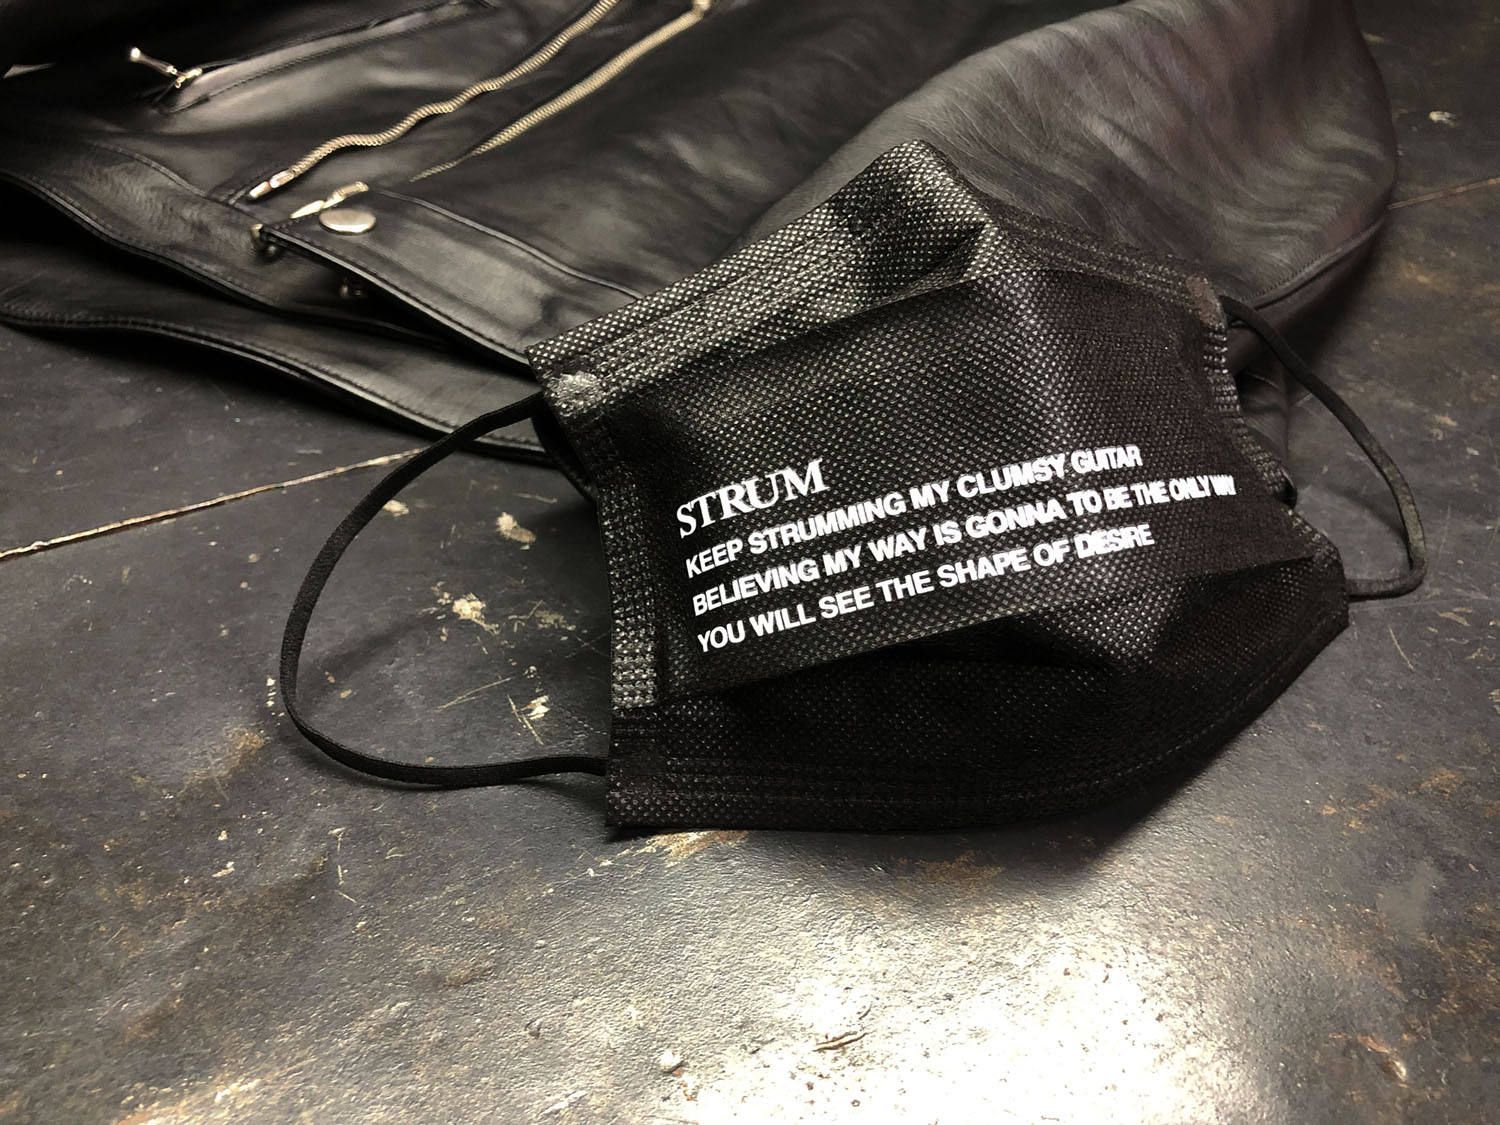 STRUM
KEEP STRUMMING MY CLUMSY GUITAR
BELIEVING MY WAY IS GONNA TO BE THE ONLY WAY
YOU WILL SEE THE SHAPE OF DESIRE